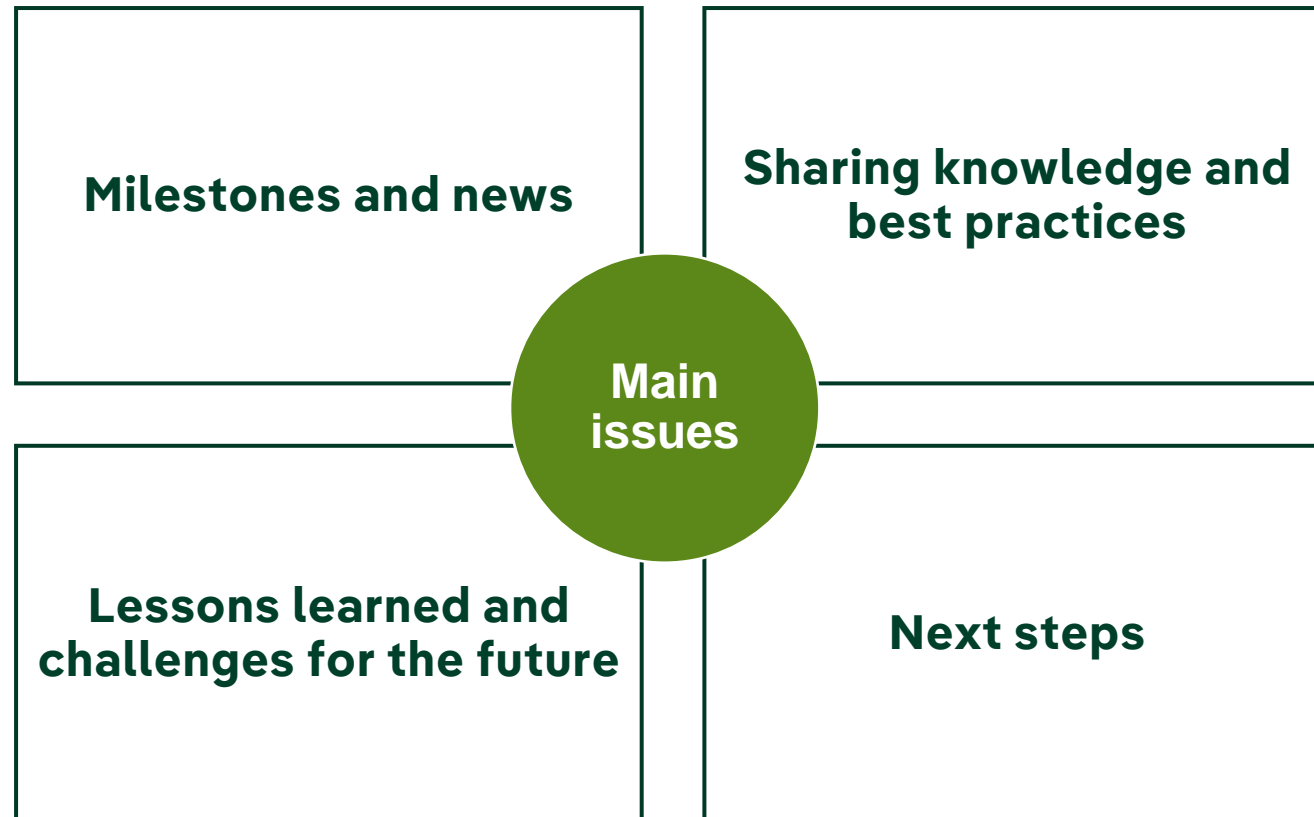 Milestones and news
Sharing knowledge and
best practices
Main
issues
Lessons learned and
challenges for the future
Next steps